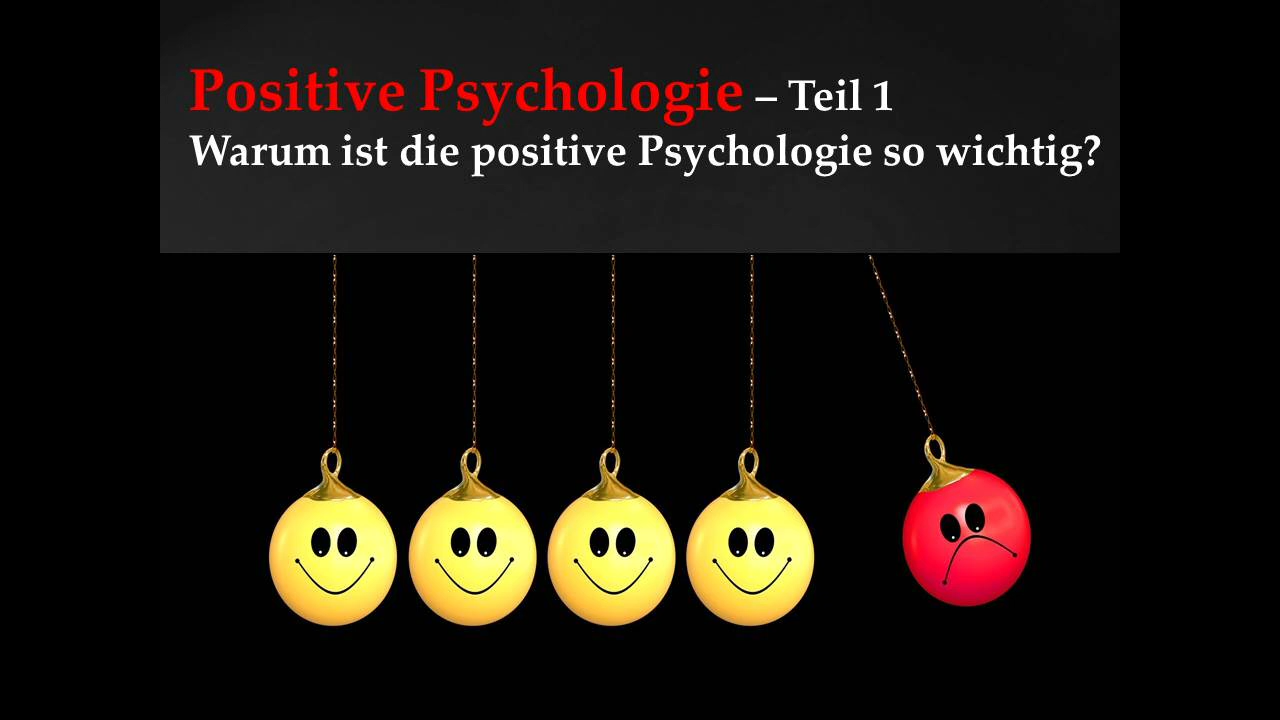 Positive Psychologie – Teil 1
Warum ist die positive Psychologie so wichtig?